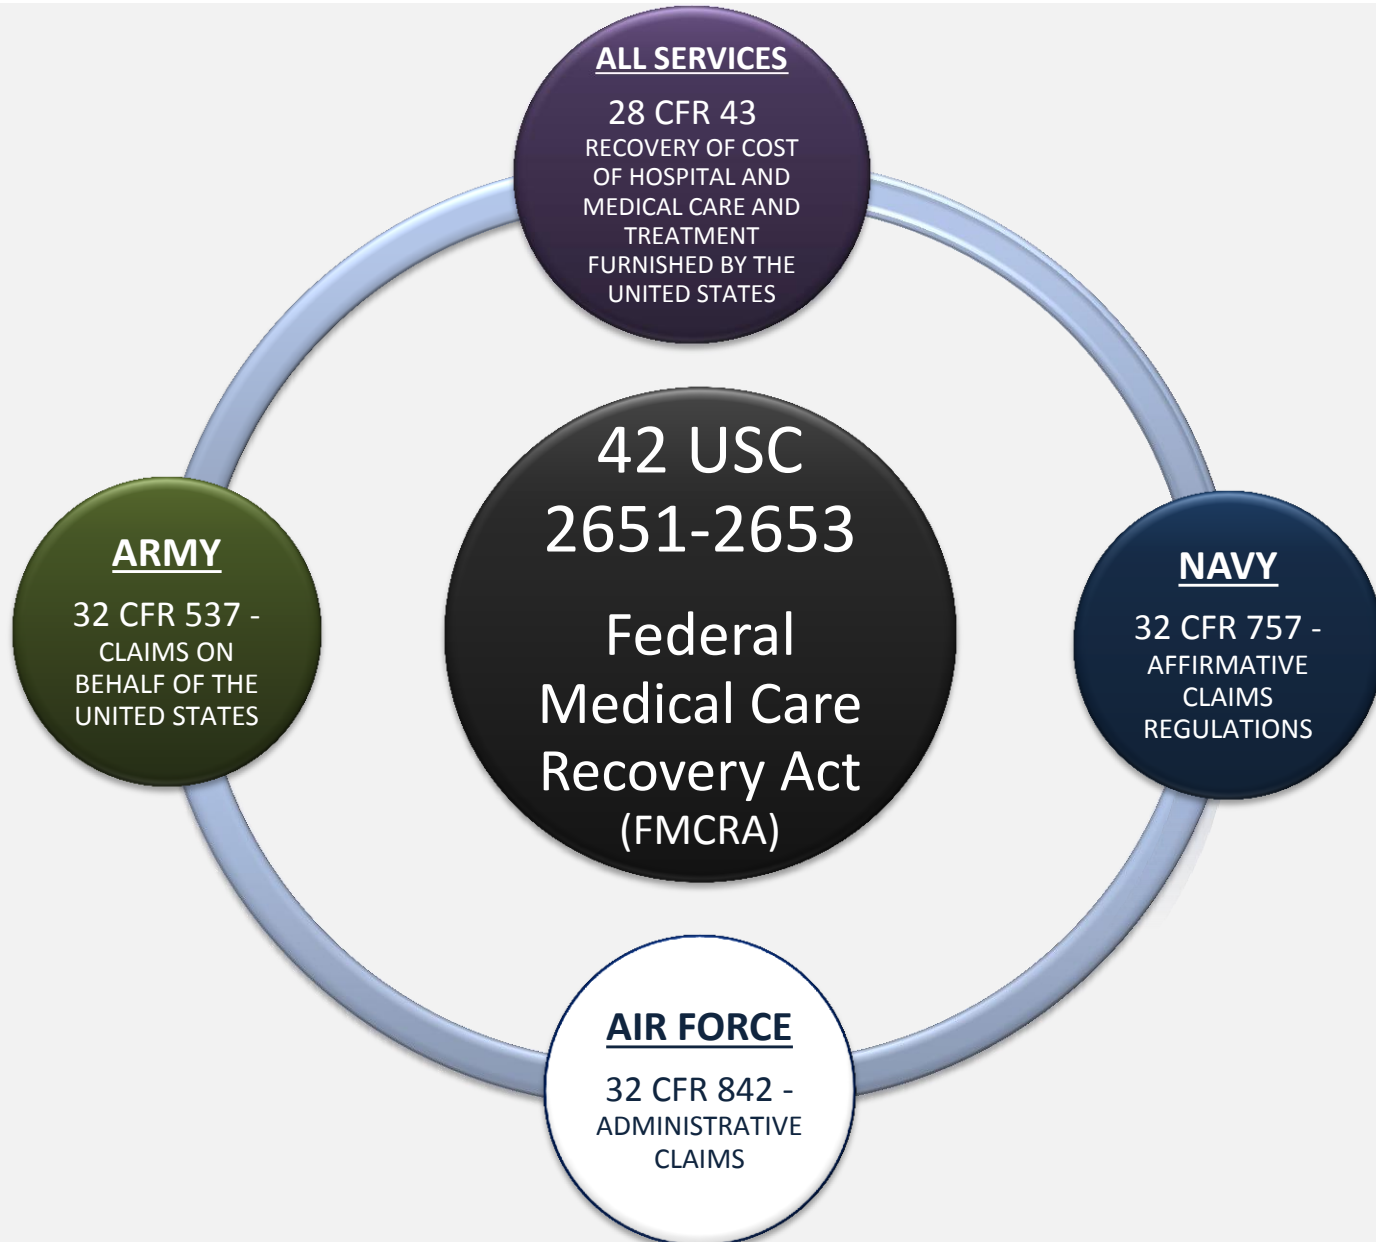 ALL SERVICES
28 CFR 43
RECOVERY OF COST
OF HOSPITAL AND
MEDICAL CARE AND
TREATMENT
FURNISHED BY THE
UNITED STATES
42 USC
2651-2653
Federal
Medical Care
Recovery Act
(FMCRA)
ARMY
32 CFR 537 -
CLAIMS ON
BEHALF OF THE
UNITED STATES
NAVY
32 CFR 757 -
AFFIRMATIVE
CLAIMS
REGULATIONS
AIR FORCE
32 CFR 842 -
ADMINISTRATIVE
CLAIMS